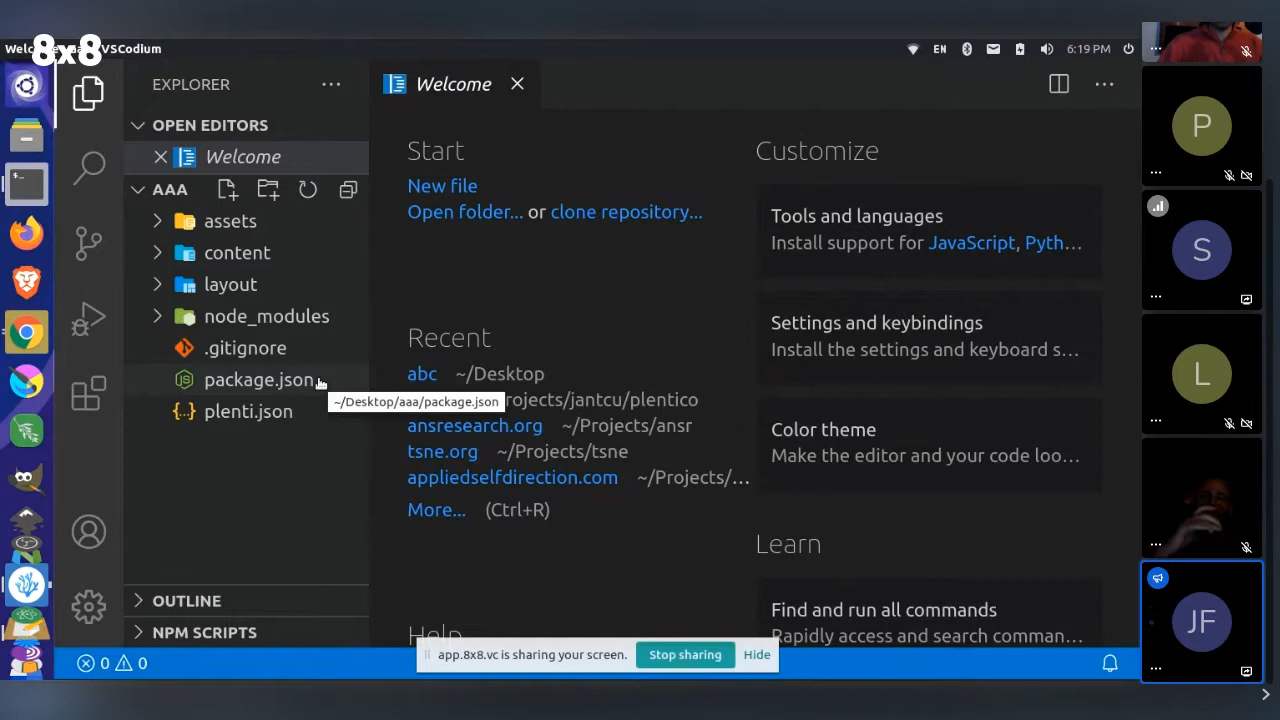 Welc
8x8
VSCodium
EN
6:19 PM
EXPLORER
OPEN EDITORS
Welcome
AAA
assets
content
layout
node_modules
.gitignore
package.json
~/Desktop/aaa/package.json
plenti.json
OUTLINE
NPM SCRIPTS
0 0
Welcome
Start
New file
Open folder... or clone repository...
Recent
abc ~/Desktop
rojects/jantcu/plentico
ansresearch.org ~/Projects/ansr
tsne.org ~/Projects/tsne
appliedselfdirection.com ~/Projects/...
More... (Ctrl+R)
Help
Customize
Tools and languages
Install support for JavaScript, Pyth...
Settings and keybindings
Install the settings and keyboard s...
Color theme
Make the editor and your code loo...
Learn
Find and run all commands
Rapidly access and search comman...
app.8x8.vc is sharing your screen.
Stop sharing
Hide
P
S
L
JF